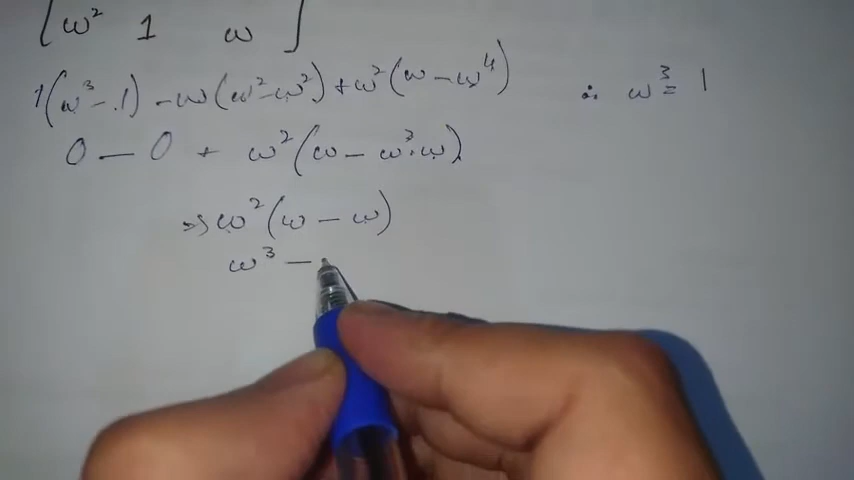 [ω² 1 ω]
1(ω³ - 1) - ω(ω² - ω²) + ω²(ω - ω⁴) ∴ ω³ = 1
0 - 0 + ω²(ω - ω³.ω)
⇒ ω²(ω - ω)
ω³ -